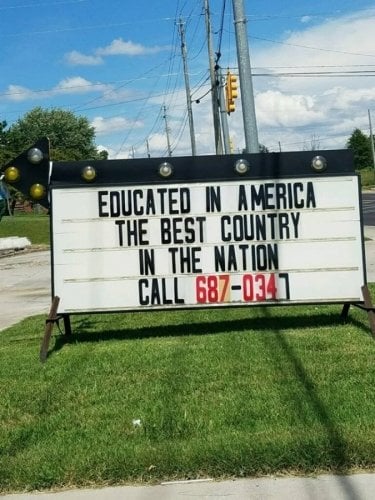 EDUCATED IN AMERICA
THE BEST COUNTRY
IN THE NATION
CALL 687-0347